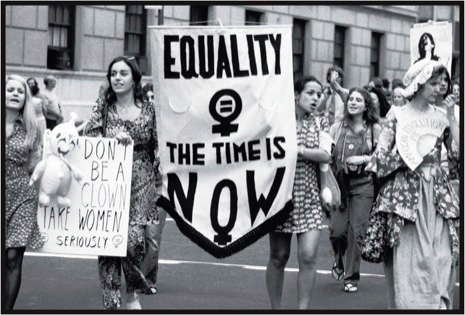 EQUALITY
THE TIME IS
NOW
DON'T
BE A
CLOWN
TAKE WOMEN
SERIOUSLY